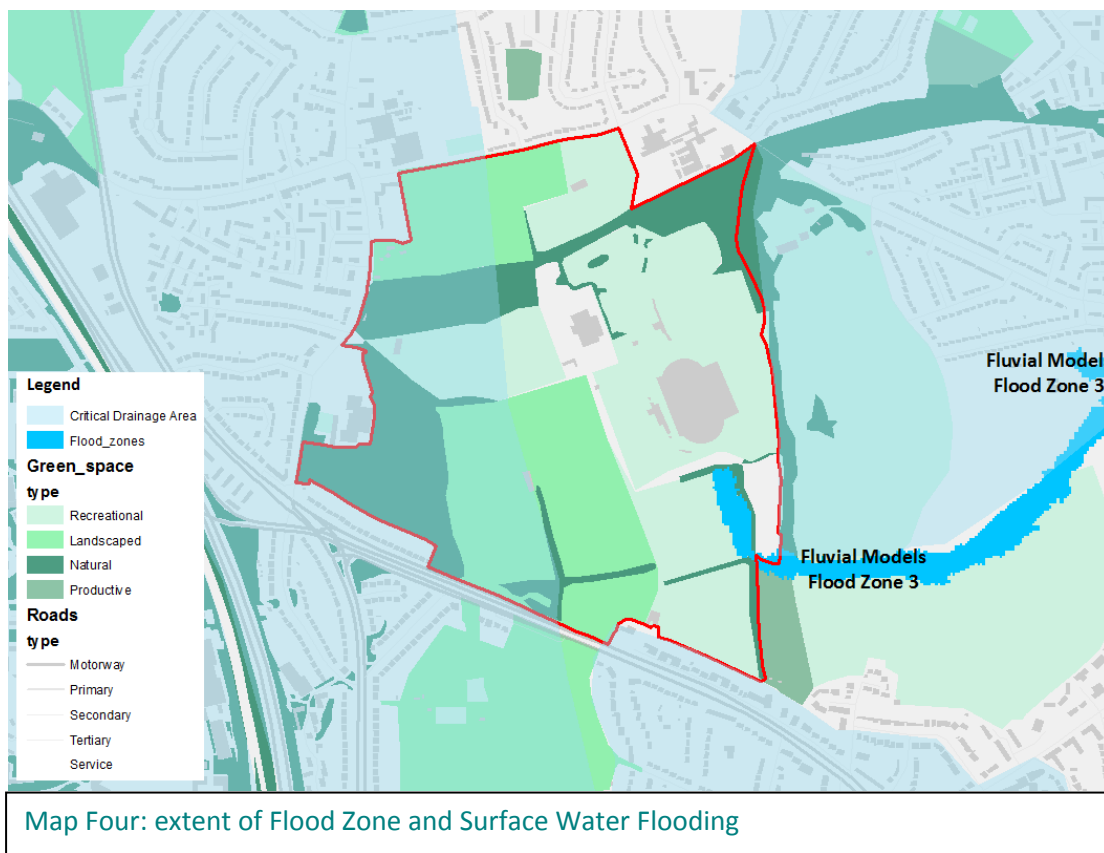 Fluvial Models
Flood Zone 3
Legend
Critical Drainage Area
Flood_zones
Green_space
type
Recreational
Landscaped
Natural
Productive
Roads
type
Motorway
Primary
Secondary
Tertiary
Service
Fluvial Models
Flood Zone 3
Map Four: extent of Flood Zone and Surface Water Flooding